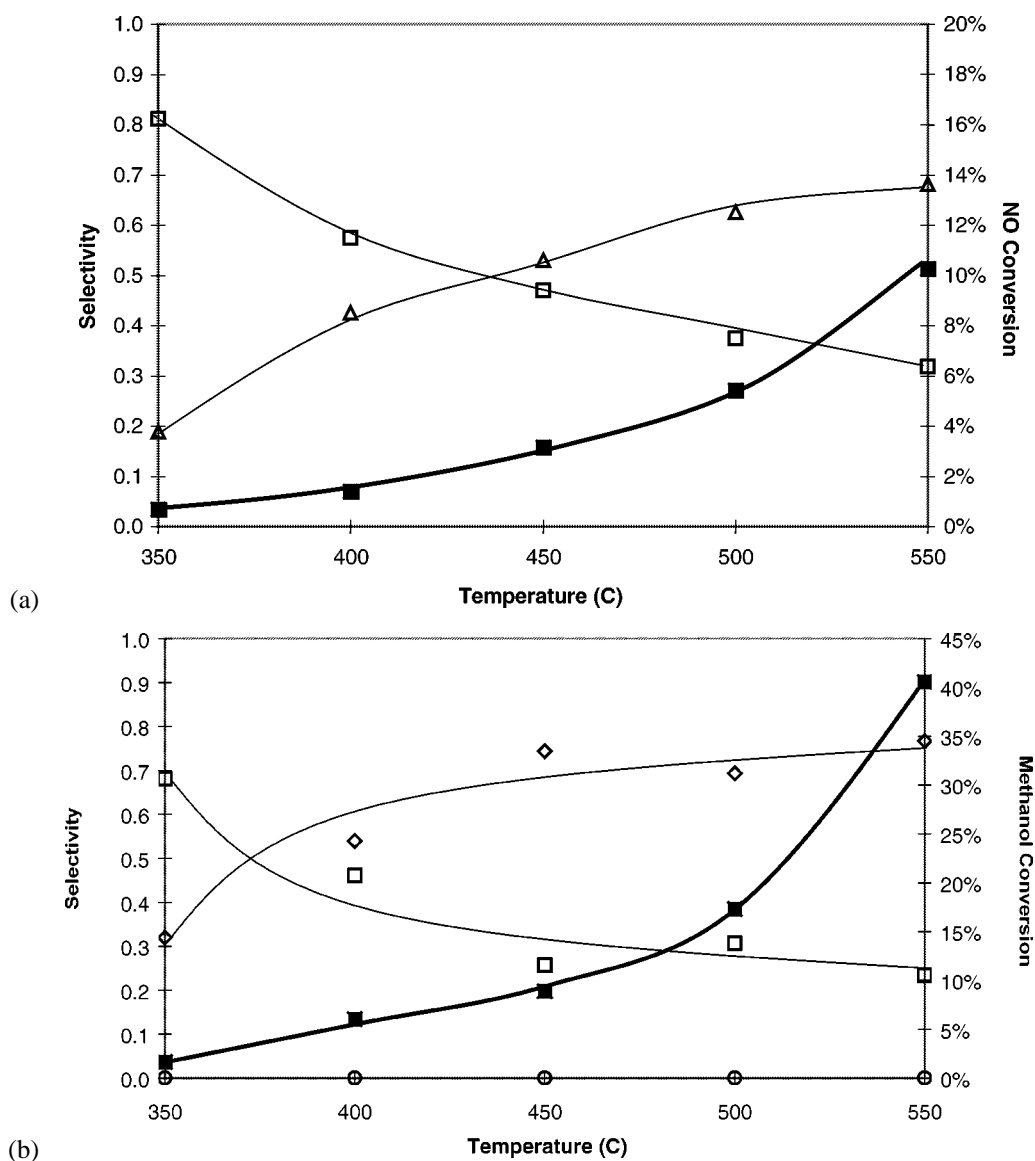 1.0 20%
0.9 18%
0.8 16%
0.7 14%
0.6 12%
0.5 10%
0.4 8%
0.3 6%
0.2 4%
0.1 2%
0.0 0%
Selectivity
NO Conversion
350 400 450 500 550
Temperature (C)
(a)
1.0 45%
0.9 40%
0.8 35%
0.7 30%
0.6 25%
0.5 20%
0.4 15%
0.3 10%
0.2 5%
0.1 0%
0.0
Selectivity
Methanol Conversion
350 400 450 500 550
Temperature (C)
(b)